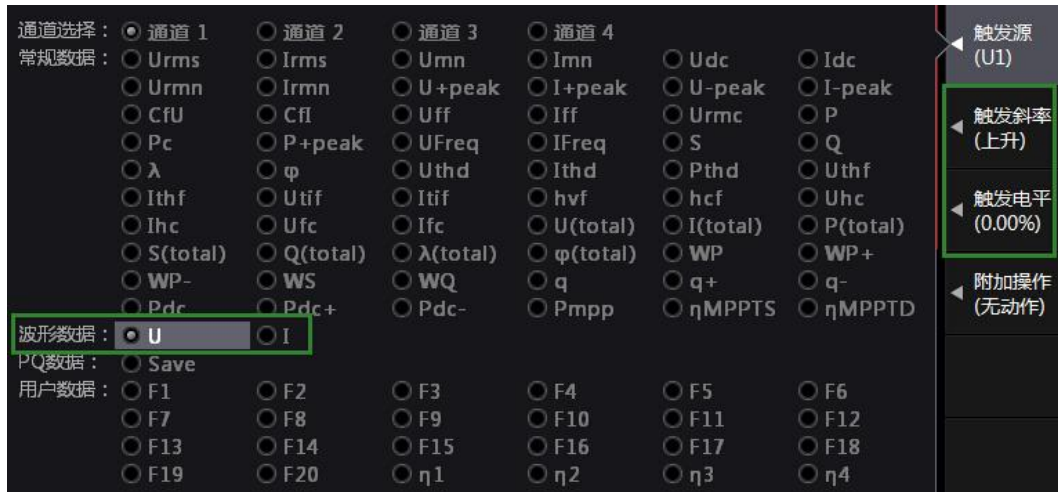 通道选择： 通道 1 通道 2 通道 3 通道 4
常规数据： Urms Irms Umn Imn Udc Idc
Urmn Irmn U+peak I+peak U-peak I-peak
CfU CfI Uff Iff Urmc P
Pc P+peak UFreq IFreq S Q
λ φ Uthd Ithd Pthd Uthf
Ithf Utif Itif hvf hcf Uhc
Ihc Ufc Ifc U(total) I(total) P(total)
S(total) Q(total) λ(total) φ(total) WP WP+
WP- WS WQ q q+ q-
Pdc Pdc+ Pdc- Pmpp ηMPPTS ηMPPTD
波形数据： U I
PQ数据： Save
用户数据： F1 F2 F3 F4 F5 F6
F7 F8 F9 F10 F11 F12
F13 F14 F15 F16 F17 F18
F19 F20 η1 η2 η3 η4
触发源
(U1)
触发斜率
(上升)
触发电平
(0.00%)
附加操作
(无动作)